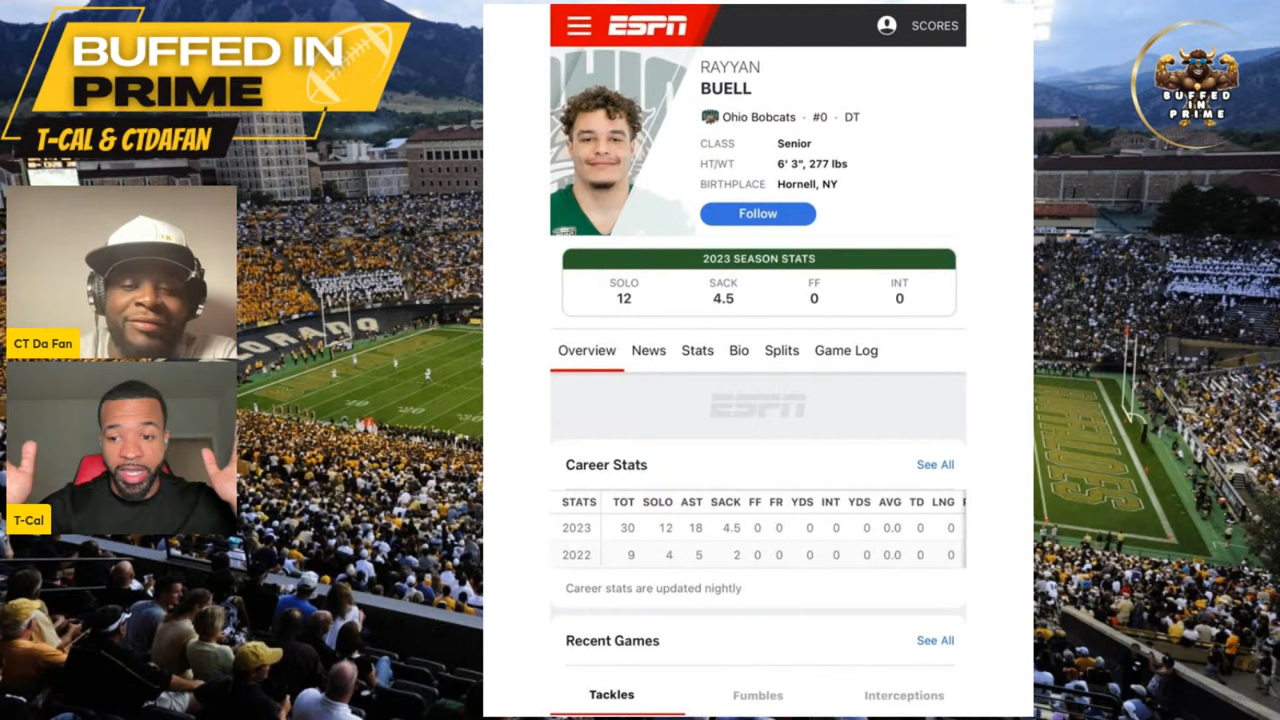 BUFFED IN
PRIME
T-CAL & CTDAFAN
CT Da Fan
T-Cal
ESPN
SCORES
RAYYAN
BUELL
Ohio Bobcats · #0 · DT
CLASS Senior
HT/WT 6' 3", 277 lbs
BIRTHPLACE Hornell, NY
Follow
2023 SEASON STATS
SOLO SACK FF INT
12 4.5 0 0
Overview News Stats Bio Splits Game Log
ESPN
Career Stats See All
STATS TOT SOLO AST SACK FF FR YDS INT YDS AVG TD LNG
2023 30 12 18 4.5 0 0 0 0 0 0.0 0 0
2022 9 4 5 2 0 0 0 0 0 0.0 0 0
Career stats are updated nightly
Recent Games See All
Tackles Fumbles Interceptions
BUFFED
IN
PRIME